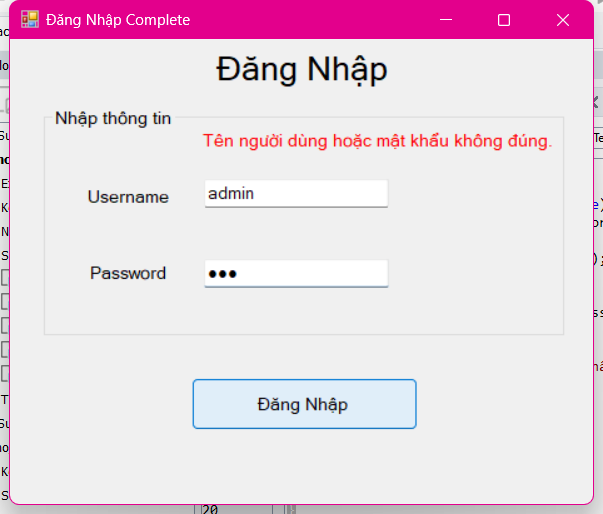 Đăng Nhập Complete
Đăng Nhập
Nhập thông tin
Tên người dùng hoặc mật khẩu không đúng.
Username
admin
Password
●●●
Đăng Nhập
20